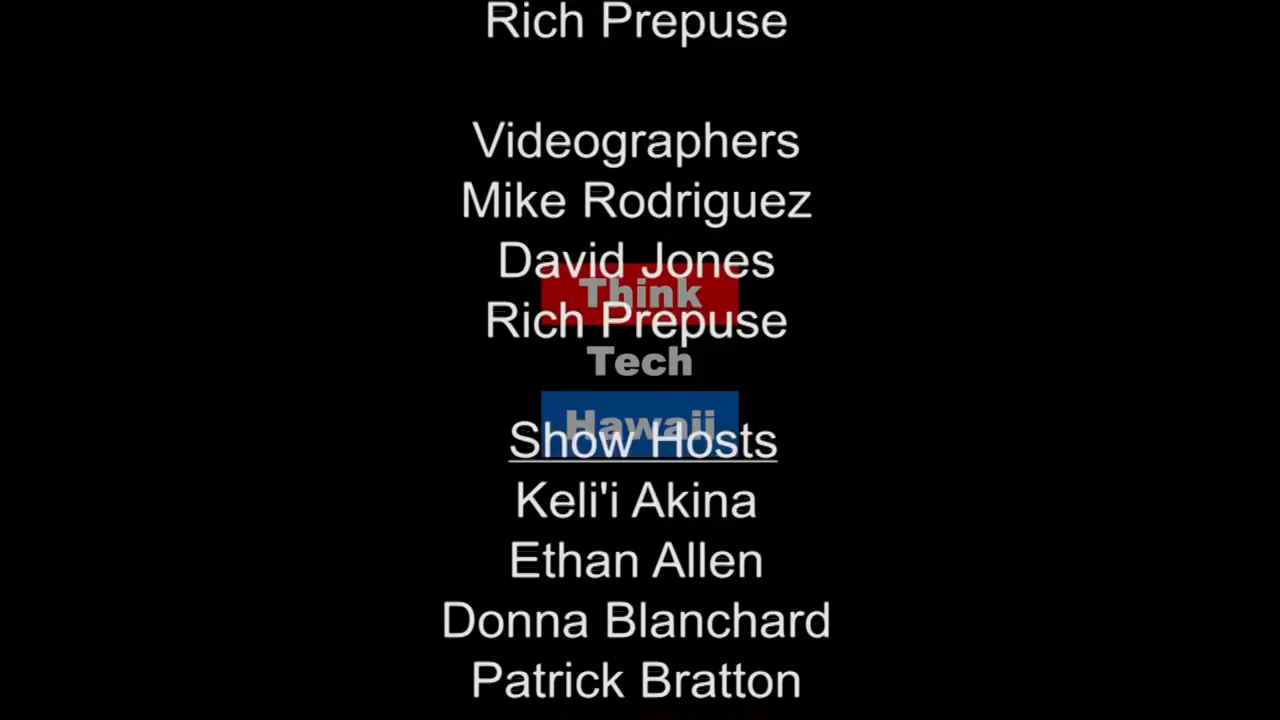 Rich Prepuse
Videographers
Mike Rodriguez
David Jones
Think
Rich Prepuse
Tech
Hawaii
Show Hosts
Keli'i Akina
Ethan Allen
Donna Blanchard
Patrick Bratton